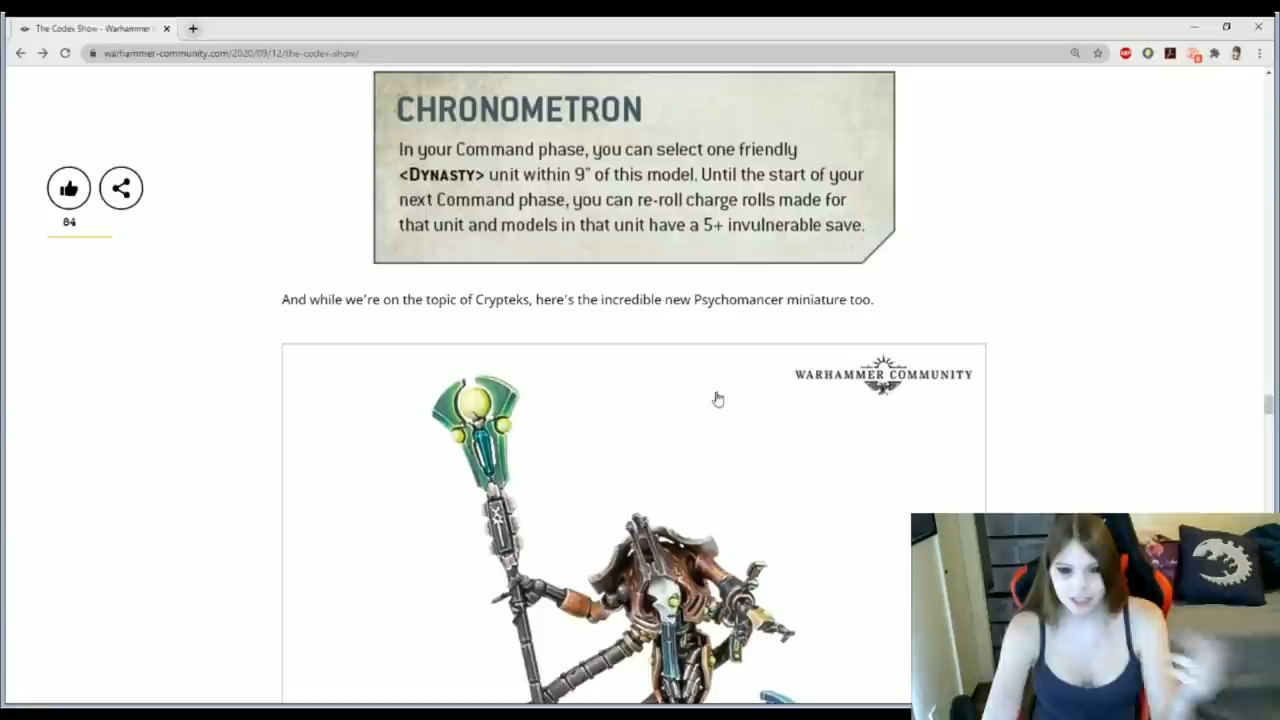 The Codex Show - Warhammer
warhammer-community.com/2020/09/12/the-codex-show/
CHRONOMETRON
In your Command phase, you can select one friendly
<DYNASTY> unit within 9" of this model. Until the start of your
next Command phase, you can re-roll charge rolls made for
that unit and models in that unit have a 5+ invulnerable save.
84
And while we're on the topic of Crypteks, here's the incredible new Psychomancer miniature too.
WARHAMMER COMMUNITY